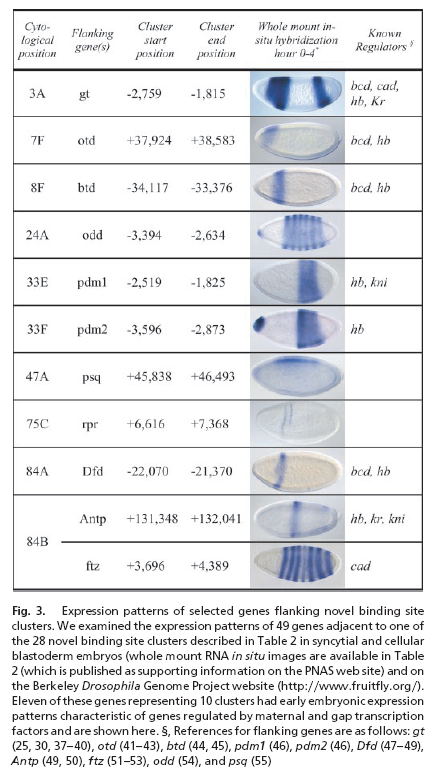 Cyto-
logical
position
Flanking
gene(s)
Cluster
start
position
Cluster
end
position
Whole mount in-
situ hybridization
hour 0-4*
Known
Regulators §
3A gt -2,759 -1,815 bcd, cad,
hb, Kr
7F otd +37,924 +38,583 bcd, hb
8F btd -34,117 -33,376 bcd, hb
24A odd -3,394 -2,634
33E pdm1 -2,519 -1,825 hb, kni
33F pdm2 -3,596 -2,873 hb
47A psq +45,838 +46,493
75C rpr +6,616 +7,368
84A Dfd -22,070 -21,370 bcd, hb
84B
Antp +131,348 +132,041 hb, kr, kni
ftz +3,696 +4,389 cad
Fig. 3. Expression patterns of selected genes flanking novel binding site
clusters. We examined the expression patterns of 49 genes adjacent to one of
the 28 novel binding site clusters described in Table 2 in syncytial and cellular
blastoderm embryos (whole mount RNA in situ images are available in Table
2 (which is published as supporting information on the PNAS web site) and on
the Berkeley Drosophila Genome Project website (http://www.fruitfly.org/).
Eleven of these genes representing 10 clusters had early embryonic expression
patterns characteristic of genes regulated by maternal and gap transcription
factors and are shown here. §, References for flanking genes are as follows: gt
(25, 30, 37–40), otd (41–43), btd (44, 45), pdm1 (46), pdm2 (46), Dfd (47–49),
Antp (49, 50), ftz (51–53), odd (54), and psq (55)